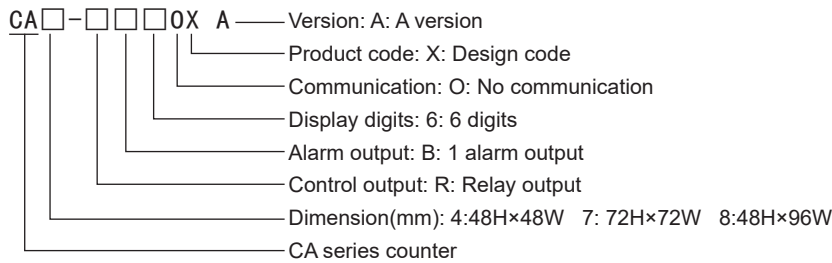 CA□-□□□OX A
Version: A: A version
Product code: X: Design code
Communication: O: No communication
Display digits: 6: 6 digits
Alarm output: B: 1 alarm output
Control output: R: Relay output
Dimension(mm): 4:48H×48W 7: 72H×72W 8:48H×96W
CA series counter